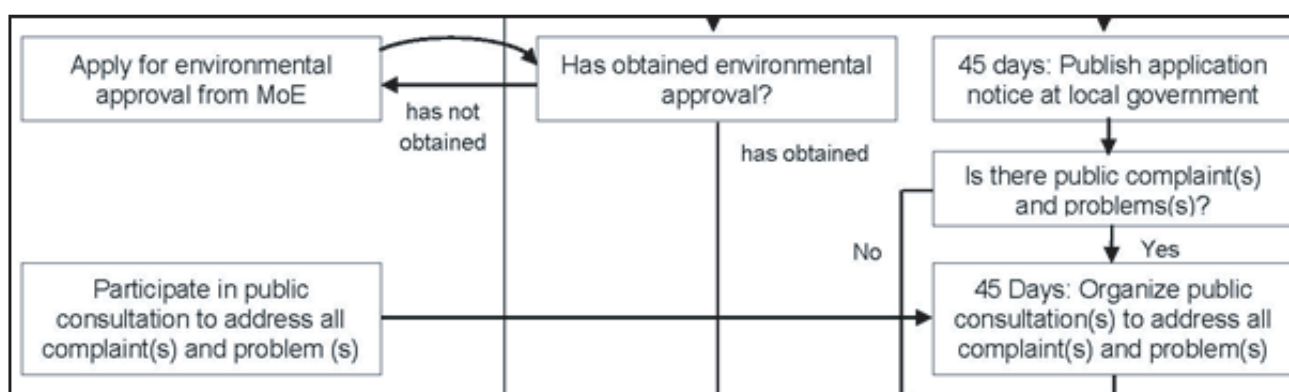 Apply for environmental
approval from MoE
has not
obtained
Has obtained environmental
approval?
has obtained
45 days: Publish application
notice at local government
Is there public complaint(s)
and problems(s)?
No
Yes
Participate in public
consultation to address all
complaint(s) and problem (s)
45 Days: Organize public
consultation(s) to address all
complaint(s) and problem(s)